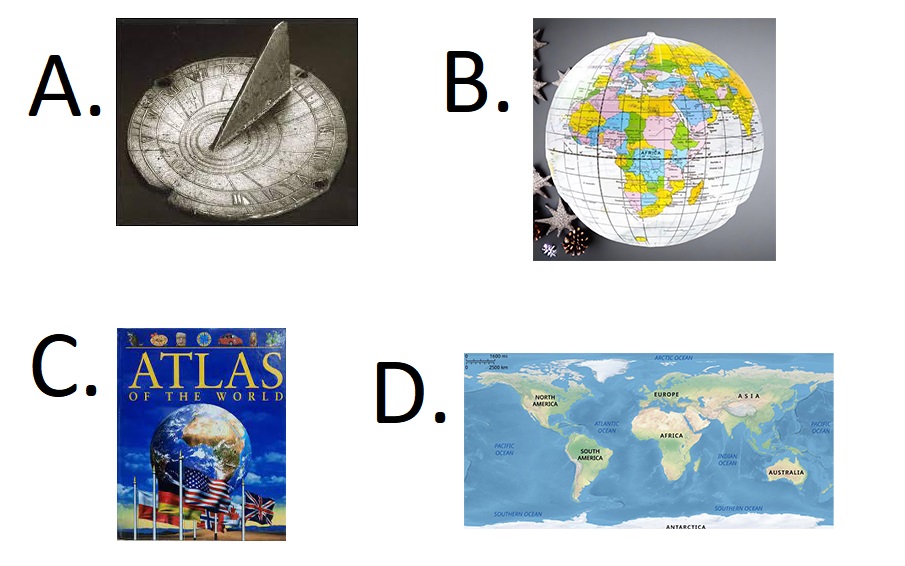 A.
B.
AFRICA
C.
ATLAS
OF THE WORLD
D.
0 1600 mi
0 2500 km
ARCTIC OCEAN
NORTH
AMERICA
EUROPE
ASIA
ATLANTIC
OCEAN
PACIFIC
OCEAN
AFRICA
PACIFIC
OCEAN
SOUTH
AMERICA
INDIAN
OCEAN
AUSTRALIA
SOUTHERN OCEAN
SOUTHERN OCEAN
ANTARCTICA